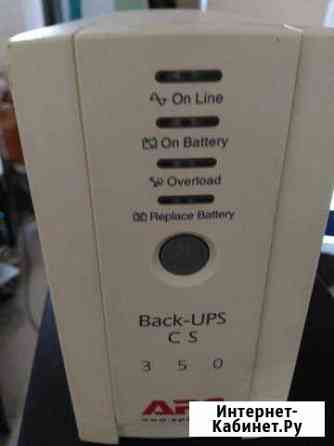 On Line
On Battery
Overload
Replace Battery
Back-UPS
CS
350
APC
Интернет-
Кабинет.Ру